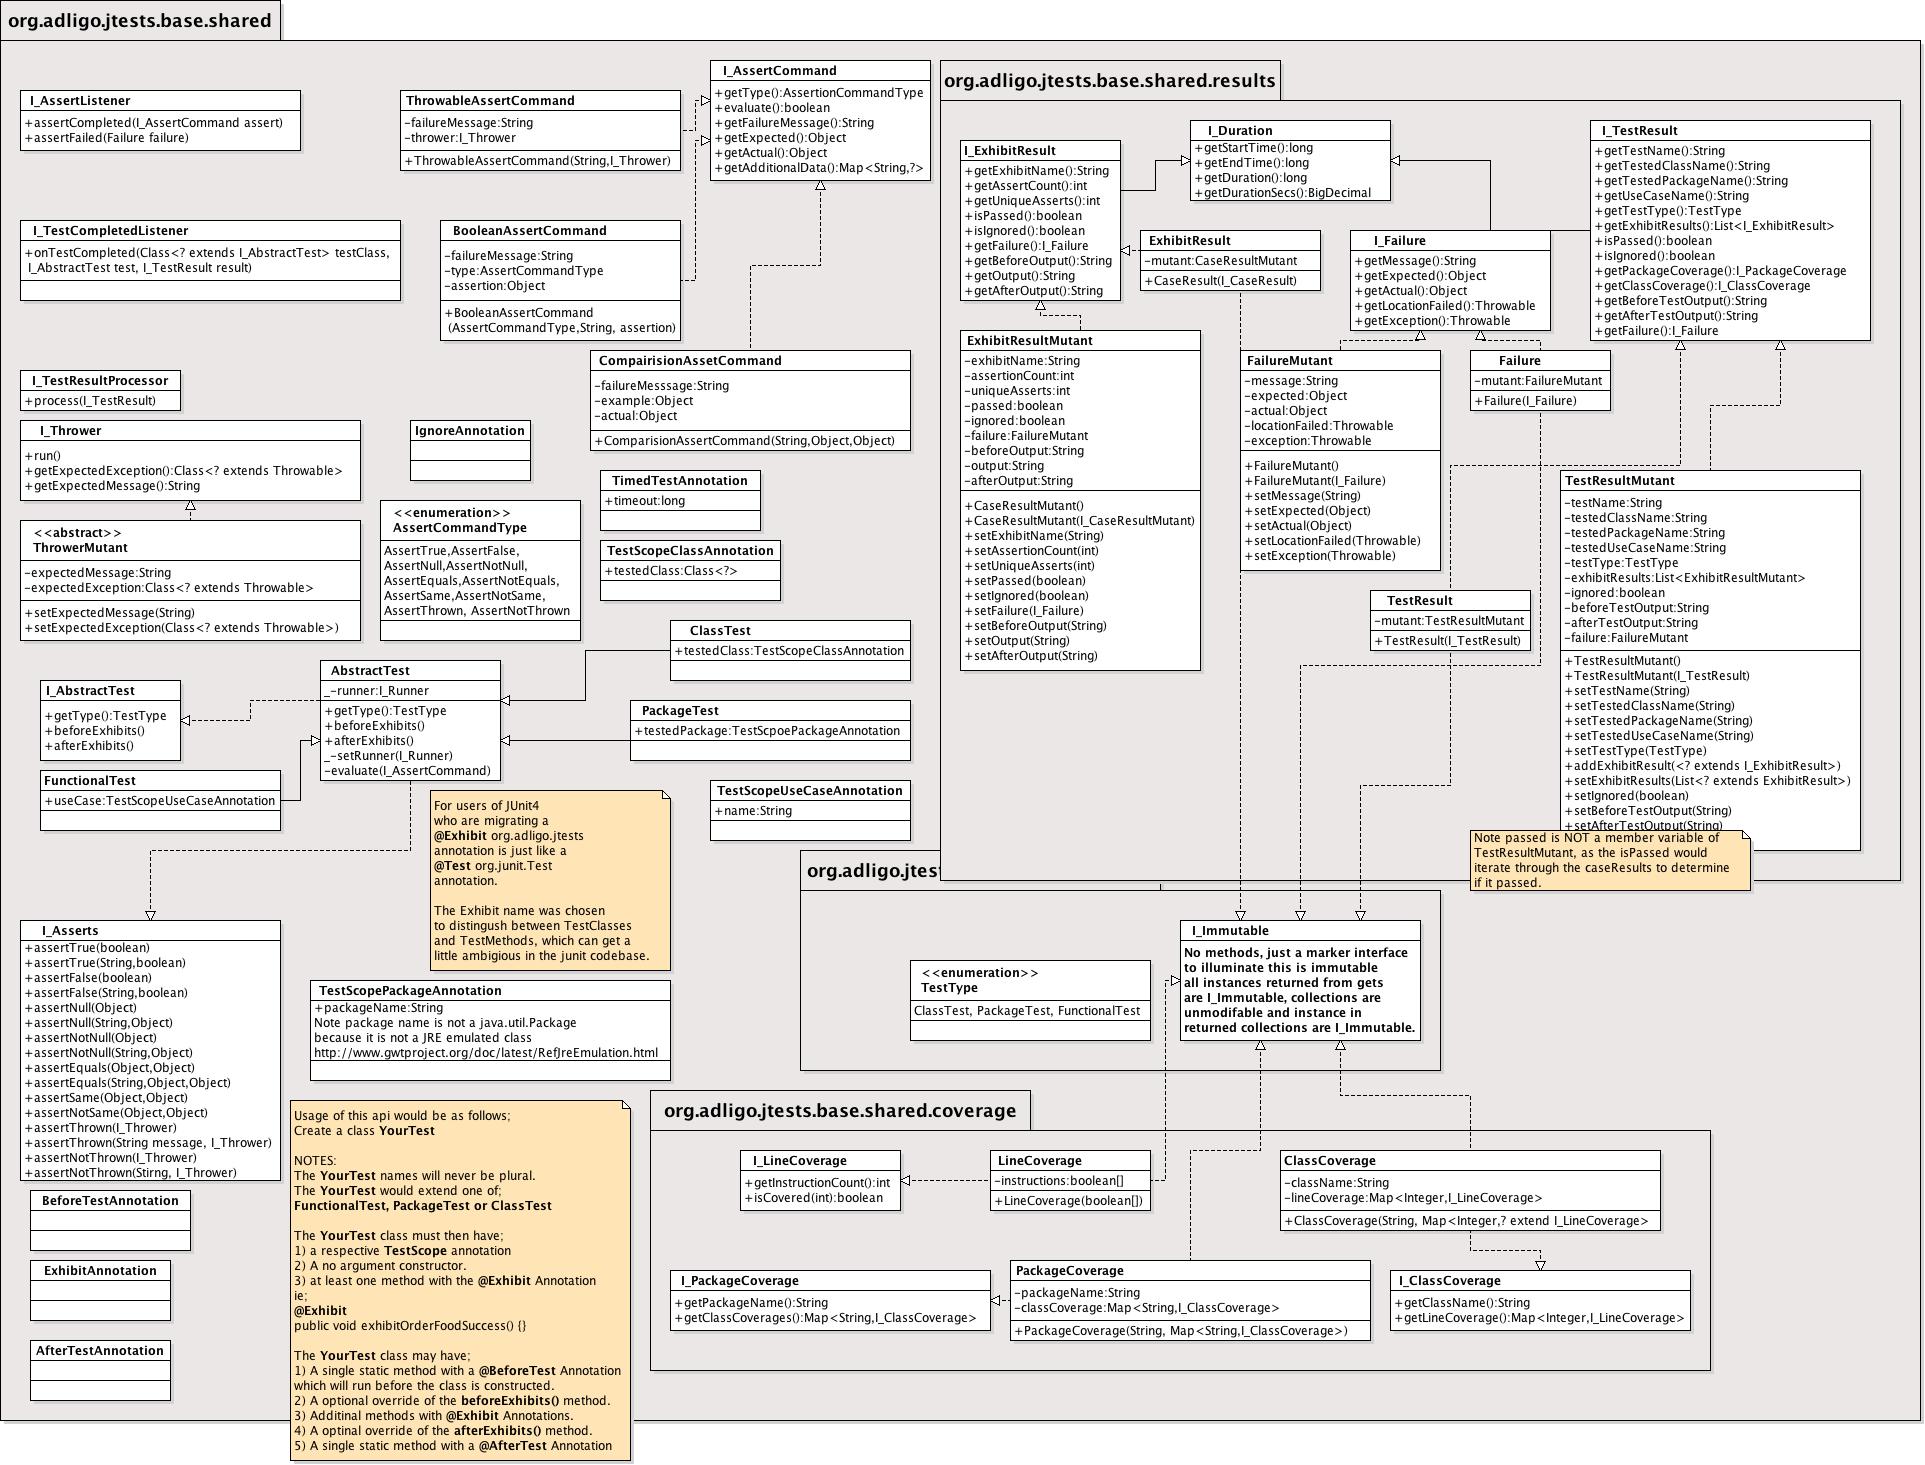 org.adligo.jtests.base.shared
I_AssertListener
+assertCompleted(I_AssertCommand assert)
+assertFailed(Failure failure)
ThrowableAssertCommand
-failureMessage:String
-thrower:I_Thrower
+ThrowableAssertCommand(String,I_Thrower)
I_AssertCommand
+getType():AssertionCommandType
+evaluate():boolean
+getFailureMessage():String
+getExpected():Object
+getActual():Object
+getAdditionalData():Map<String,?>
I_TestCompletedListener
+onTestCompleted(Class<? extends I_AbstractTest> testClass,
I_AbstractTest test, I_TestResult result)
BooleanAssertCommand
-failureMessage:String
-type:AssertCommandType
-assertion:Object
+BooleanAssertCommand
(AssertCommandType,String, assertion)
CompairisionAssetCommand
-failureMesssage:String
-example:Object
-actual:Object
+ComparisionAssertCommand(String,Object,Object)
I_TestResultProcessor
+process(I_TestResult)
I_Thrower
+run()
+getExpectedException():Class<? extends Throwable>
+getExpectedMessage():String
IgnoreAnnotation
TimedTestAnnotation
+timeout:long
<<abstract>>
ThrowerMutant
-expectedMessage:String
-expectedException:Class<? extends Throwable>
+setExpectedMessage(String)
+setExpectedException(Class<? extends Throwable>)
<<enumeration>>
AssertCommandType
AssertTrue,AssertFalse,
AssertNull,AssertNotNull,
AssertEquals,AssertNotEquals,
AssertSame,AssertNotSame,
AssertThrown, AssertNotThrown
TestScopeClassAnnotation
+testedClass:Class<?>
ClassTest
+testedClass:TestScopeClassAnnotation
AbstractTest
_-runner:I_Runner
+getType():TestType
+beforeExhibits()
+afterExhibits()
_-setRunner(I_Runner)
-evaluate(I_AssertCommand)
I_AbstractTest
+getType():TestType
+beforeExhibits()
+afterExhibits()
PackageTest
+testedPackage:TestScpoePackageAnnotation
FunctionalTest
+useCase:TestScopeUseCaseAnnotation
TestScopeUseCaseAnnotation
+name:String
For users of JUnit4
who are migrating a
@Exhibit org.adligo.jtests
annotation is just like a
@Test org.junit.Test
annotation.
The Exhibit name was chosen
to distingush between TestClasses
and TestMethods, which can get a
little ambigious in the junit codebase.
I_Asserts
+assertTrue(boolean)
+assertTrue(String,boolean)
+assertFalse(boolean)
+assertFalse(String,boolean)
+assertNull(Object)
+assertNull(String,Object)
+assertNotNull(Object)
+assertNotNull(String,Object)
+assertEquals(Object,Object)
+assertEquals(String,Object,Object)
+assertSame(Object,Object)
+assertNotSame(Object,Object)
+assertThrown(I_Thrower)
+assertThrown(String message, I_Thrower)
+assertNotThrown(I_Thrower)
+assertNotThrown(Stirng, I_Thrower)
TestScopePackageAnnotation
+packageName:String
Note package name is not a java.util.Package
because it is not a JRE emulated class
http://www.gwtproject.org/doc/latest/RefJreEmulation.html
BeforeTestAnnotation
ExhibitAnnotation
AfterTestAnnotation
Usage of this api would be as follows;
Create a class YourTest
NOTES:
The YourTest names will never be plural.
The YourTest would extend one of;
FunctionalTest, PackageTest or ClassTest
The YourTest class must then have;
1) a respective TestScope annotation
2) A no argument constructor.
3) at least one method with the @Exhibit Annotation
ie;
@Exhibit
public void exhibitOrderFoodSuccess() {}
The YourTest class may have;
1) A single static method with a @BeforeTest Annotation
which will run before the class is constructed.
2) A optional override of the beforeExhibits() method.
3) Additinal methods with @Exhibit Annotations.
4) A optinal override of the afterExhibits() method.
5) A single static method with a @AfterTest Annotation
org.adligo.jtests.base.shared.results
I_ExhibitResult
+getExhibitName():String
+getAssertCount():int
+getUniqueAsserts():int
+isPassed():boolean
+isIgnored():boolean
+getFailure():I_Failure
+getBeforeOutput():String
+getOutput():String
+getAfterOutput():String
I_Duration
+getStartTime():long
+getEndTime():long
+getDuration():long
+getDurationSecs():BigDecimal
I_TestResult
+getTestName():String
+getTestedClassName():String
+getTestedPackageName():String
+getUseCaseName():String
+getTestType():TestType
+getExhibitResults():List<I_ExhibitResult>
+isPassed():boolean
+isIgnored():boolean
+getPackageCoverage():I_PackageCoverage
+getClassCoverage():I_ClassCoverage
+getBeforeTestOutput():String
+getAfterTestOutput():String
+getFailure():I_Failure
ExhibitResult
-mutant:CaseResultMutant
+CaseResult(I_CaseResult)
I_Failure
+getMessage():String
+getExpected():Object
+getActual():Object
+getLocationFailed():Throwable
+getException():Throwable
ExhibitResultMutant
-exhibitName:String
-assertionCount:int
-uniqueAsserts:int
-passed:boolean
-ignored:boolean
-failure:FailureMutant
-beforeOutput:String
-output:String
-afterOutput:String
+CaseResultMutant()
+CaseResultMutant(I_CaseResultMutant)
+setExhibitName(String)
+setAssertionCount(int)
+setUniqueAsserts(int)
+setPassed(boolean)
+setIgnored(boolean)
+setFailure(I_Failure)
+setBeforeOutput(String)
+setOutput(String)
+setAfterOutput(String)
FailureMutant
-message:String
-expected:Object
-actual:Object
-locationFailed:Throwable
-exception:Throwable
+FailureMutant()
+FailureMutant(I_Failure)
+setMessage(String)
+setExpected(Object)
+setActual(Object)
+setLocationFailed(Throwable)
+setException(Throwable)
Failure
-mutant:FailureMutant
+Failure(I_Failure)
TestResult
-mutant:TestResultMutant
+TestResult(I_TestResult)
TestResultMutant
-testName:String
-testedClassName:String
-testedPackageName:String
-testedUseCaseName:String
-testType:TestType
-exhibitResults:List<ExhibitResultMutant>
-ignored:boolean
-beforeTestOutput:String
-afterTestOutput:String
-failure:FailureMutant
+TestResultMutant()
+TestResultMutant(I_TestResult)
+setTestName(String)
+setTestedClassName(String)
+setTestedPackageName(String)
+setTestedUseCaseName(String)
+setTestType(TestType)
+addExhibitResult(<? extends I_ExhibitResult>)
+setExhibitResults(List<? extends ExhibitResult>)
+setIgnored(boolean)
+setBeforeTestOutput(String)
+setAfterTestOutput(String)
Note passed is NOT a member variable of
TestResultMutant, as the isPassed would
iterate through the caseResults to determine
if it passed.
org.adligo.jtes
<<enumeration>>
TestType
ClassTest, PackageTest, FunctionalTest
I_Immutable
No methods, just a marker interface
to illuminate this is immutable
all instances returned from gets
are I_Immutable, collections are
unmodifable and instance in
returned collections are I_Immutable.
org.adligo.jtests.base.shared.coverage
I_LineCoverage
+getInstructionCount():int
+isCovered(int):boolean
LineCoverage
-instructions:boolean[]
+LineCoverage(boolean[])
ClassCoverage
-className:String
-lineCoverage:Map<Integer,I_LineCoverage>
+ClassCoverage(String, Map<Integer,? extend I_LineCoverage>
I_PackageCoverage
+getPackageName():String
+getClassCoverages():Map<String,I_ClassCoverage>
PackageCoverage
-packageName:String
-classCoverage:Map<String,I_ClassCoverage>
+PackageCoverage(String, Map<String,I_ClassCoverage>)
I_ClassCoverage
+getClassName():String
+getLineCoverage():Map<Integer,I_LineCoverage>